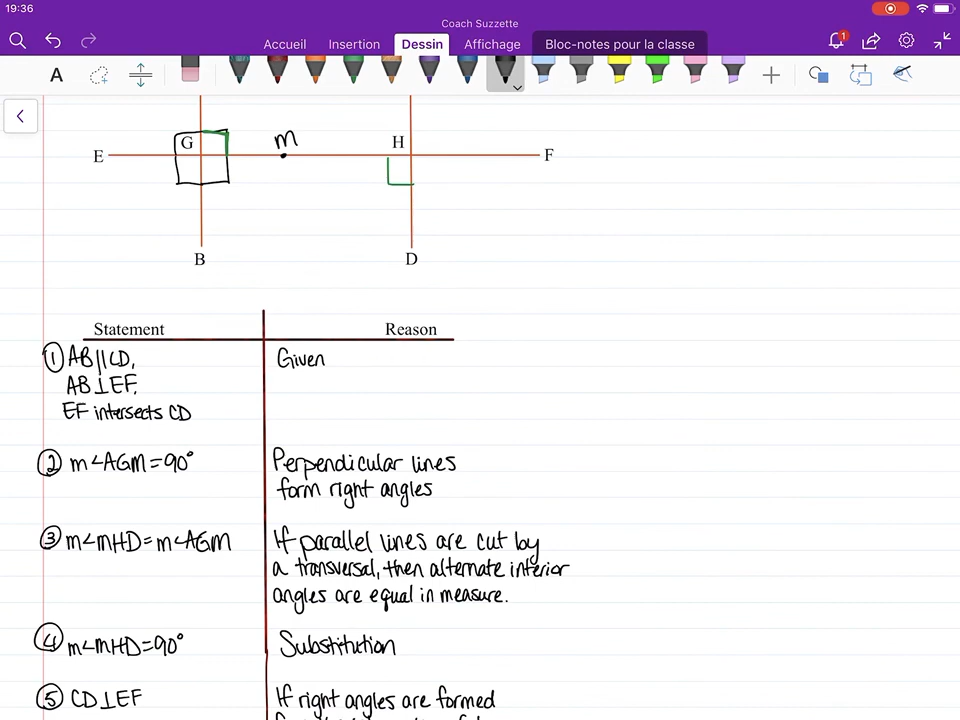 19:36
Coach Suzette
Accueil Insertion Dessin Affichage Bloc-notes pour la classe
1
A
G m H
E F
B D
Statement Reason
① AB||CD, Given
AB⊥EF,
EF intersects CD
② m∠AGM=90° Perpendicular lines
form right angles
③ m∠MHD=m∠AGM If parallel lines are cut by
a transversal, then alternate interior
angles are equal in measure.
④ m∠MHD=90° Substitution
⑤ CD⊥EF If right angles are formed